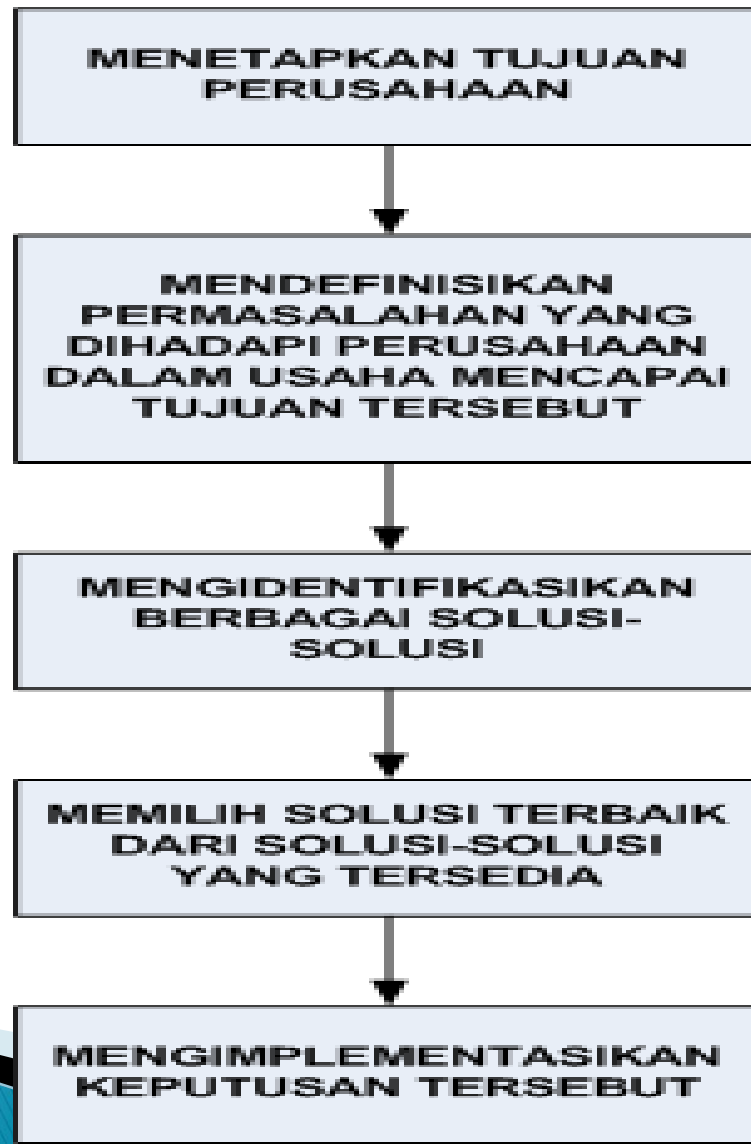 MENETAPKAN TUJUAN
PERUSAHAAN
MENDEFINISIKAN
PERMASALAHAN YANG
DIHADAPI PERUSAHAAN
DALAM USAHA MENCAPAI
TUJUAN TERSEBUT
MENGIDENTIFIKASIKAN
BERBAGAI SOLUSI-
SOLUSI
MEMILIH SOLUSI TERBAIK
DARI SOLUSI-SOLUSI
YANG TERSEDIA
MENGIMPLEMENTASIKAN
KEPUTUSAN TERSEBUT